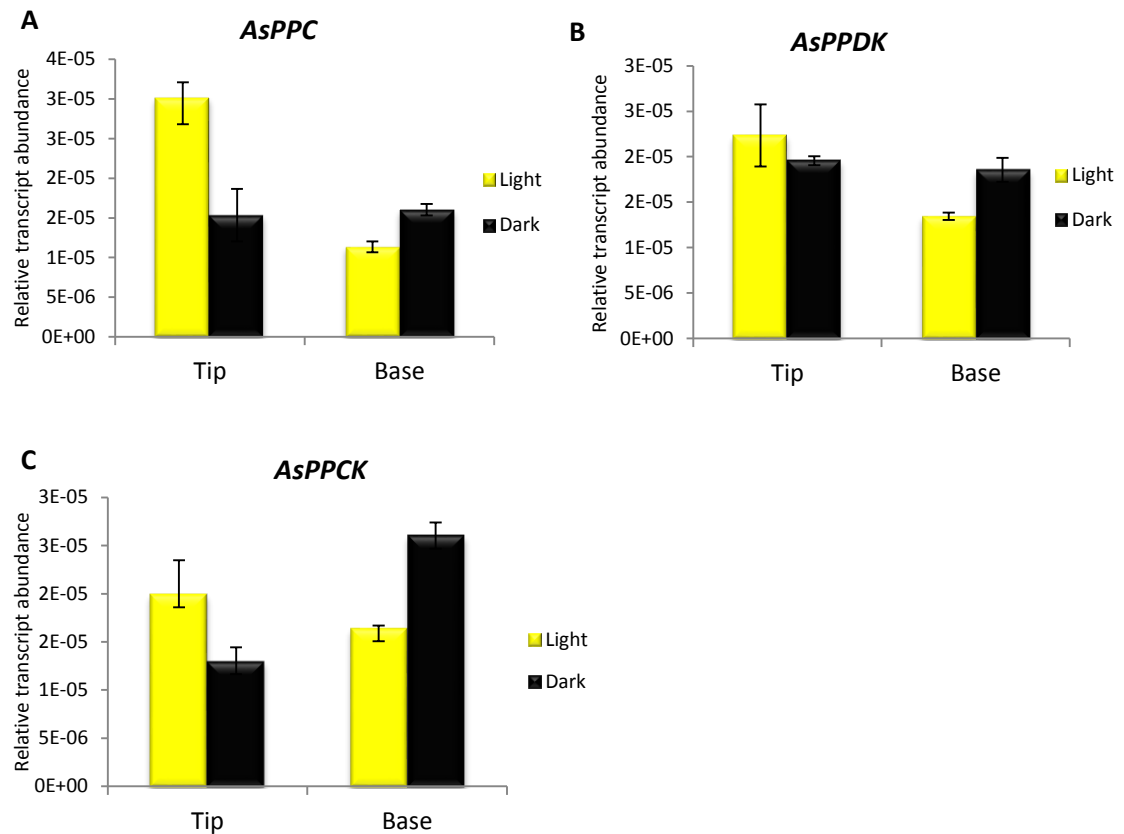 A
AsPPC
Relative transcript abundance
4E-05
3E-05
3E-05
2E-05
2E-05
1E-05
5E-06
0E+00
Tip
Base
Light
Dark
B
AsPPDK
Relative transcript abundance
3E-05
3E-05
2E-05
2E-05
1E-05
5E-06
0E+00
Tip
Base
Light
Dark
C
AsPPCK
Relative transcript abundance
3E-05
3E-05
2E-05
2E-05
1E-05
5E-06
0E+00
Tip
Base
Light
Dark